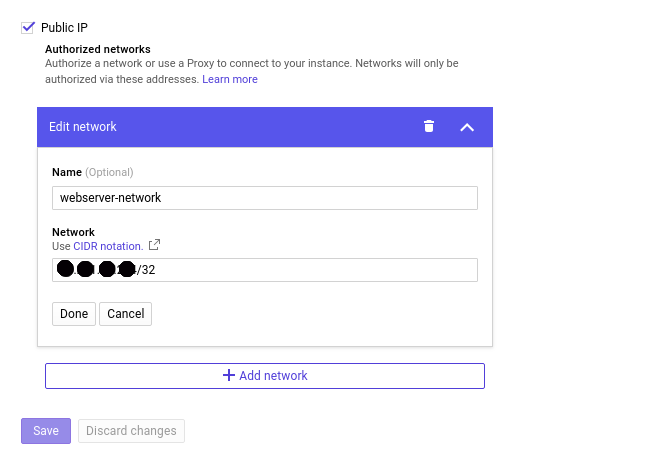 Public IP
Authorized networks
Authorize a network or use a Proxy to connect to your instance. Networks will only be
authorized via these addresses. Learn more
Edit network
Name (Optional)
webserver-network
Network
Use CIDR notation.
/32
Done Cancel
Add network
Save Discard changes